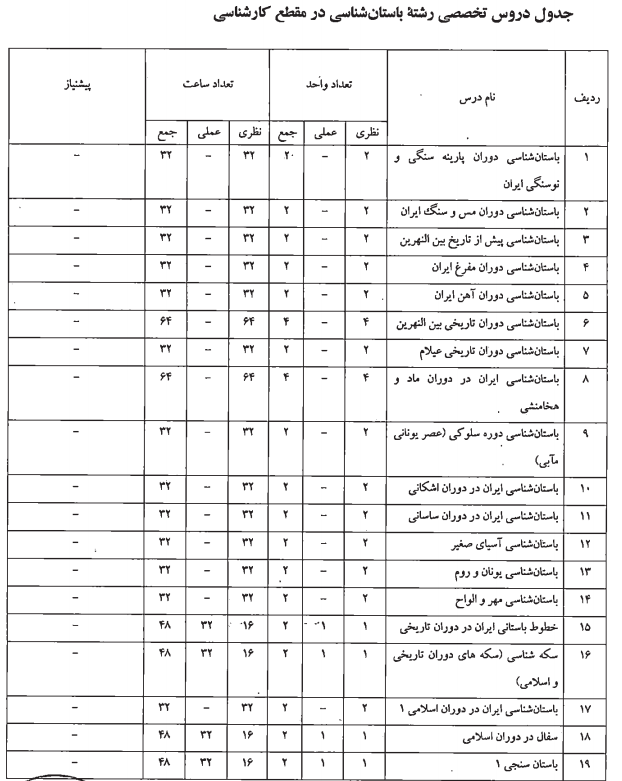 جدول دروس تخصصی رشتهٔ باستان‌شناسی در مقطع کارشناسی
ردیف نام درس تعداد واحد تعداد ساعت پیشنیاز
نظری عملی جمع نظری عملی جمع
۱ باستان‌شناسی دوران پارینه سنگی و ۲ – ۲۰ ۳۲ – ۳۲ –
نوسنگی ایران
۲ باستان‌شناسی دوران مس و سنگ ایران ۲ – ۲ ۳۲ – ۳۲ –
۳ باستان‌شناسی پیش از تاریخ بین النهرین ۲ – ۲ ۳۲ – ۳۲ –
۴ باستان‌شناسی دوران مفرغ ایران ۲ – ۲ ۳۲ – ۳۲ –
۵ باستان‌شناسی دوران آهن ایران ۲ – ۲ ۳۲ – ۳۲ –
۶ باستان‌شناسی دوران تاریخی بین النهرین ۴ – ۴ ۶۴ – ۶۴ –
۷ باستان‌شناسی دوران تاریخی عیلام ۲ – ۲ ۳۲ – ۳۲ –
۸ باستان‌شناسی ایران در دوران ماد و ۴ – ۴ ۶۴ – ۶۴ –
هخامنشی
۹ باستان‌شناسی دوره سلوکی (عصر یونانی ۲ – ۲ ۳۲ – ۳۲ –
مآبی)
۱۰ باستان‌شناسی ایران در دوران اشکانی ۲ – ۲ ۳۲ – ۳۲ –
۱۱ باستان‌شناسی ایران در دوران ساسانی ۲ – ۲ ۳۲ – ۳۲ –
۱۲ باستان‌شناسی آسیای صغیر ۲ – ۲ ۳۲ – ۳۲ –
۱۳ باستان‌شناسی یونان و روم ۲ – ۲ ۳۲ – ۳۲ –
۱۴ باستان‌شناسی مهر و الواح ۲ – ۲ ۳۲ – ۳۲ –
۱۵ خطوط باستانی ایران در دوران تاریخی ۱ ۱ ۲ ۱۶ ۳۲ ۴۸ –
۱۶ سکه شناسی (سکه های دوران تاریخی ۱ ۱ ۲ ۱۶ ۳۲ ۴۸ –
و اسلامی)
۱۷ باستان‌شناسی ایران در دوران اسلامی ۱ ۲ – ۲ ۳۲ – ۳۲ –
۱۸ سفال در دوران اسلامی ۱ ۱ ۲ ۱۶ ۳۲ ۴۸ –
۱۹ باستان سنجی ۱ ۱ ۱ ۲ ۱۶ ۳۲ ۴۸ –